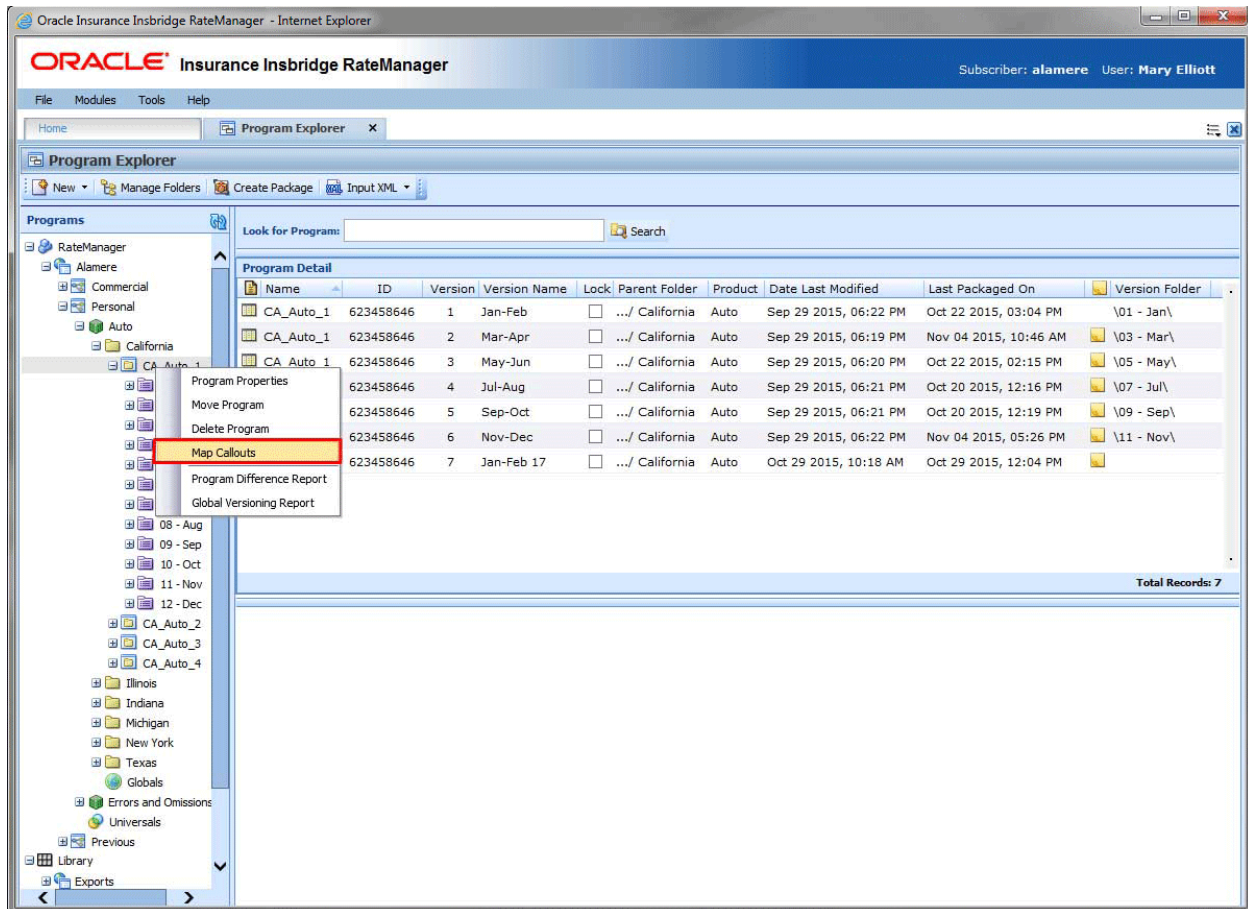 Oracle Insurance Insbridge RateManager - Internet Explorer
ORACLE® Insurance Insbridge RateManager
Subscriber: alamere User: Mary Elliott
File Modules Tools Help
Home Program Explorer x
Program Explorer
New Manage Folders Create Package Input XML
Programs
Look for Program: Search
RateManager
Alamere
Commercial
Personal
Auto
California
CA_Auto_1
Program Properties
Move Program
Delete Program
Map Callouts
Program Difference Report
Global Versioning Report
08 - Aug
09 - Sep
10 - Oct
11 - Nov
12 - Dec
CA_Auto_2
CA_Auto_3
CA_Auto_4
Illinois
Indiana
Michigan
New York
Texas
Globals
Errors and Omissions
Universals
Previous
Library
Exports
Program Detail
Name ID Version Version Name Lock Parent Folder Product Date Last Modified Last Packaged On Version Folder
CA_Auto_1 623458646 1 Jan-Feb .../ California Auto Sep 29 2015, 06:22 PM Oct 22 2015, 03:04 PM \01 - Jan\
CA_Auto_1 623458646 2 Mar-Apr .../ California Auto Sep 29 2015, 06:19 PM Nov 04 2015, 10:46 AM \03 - Mar\
CA_Auto_1 623458646 3 May-Jun .../ California Auto Sep 29 2015, 06:20 PM Oct 22 2015, 02:15 PM \05 - May\
623458646 4 Jul-Aug .../ California Auto Sep 29 2015, 06:21 PM Oct 20 2015, 12:16 PM \07 - Jul\
623458646 5 Sep-Oct .../ California Auto Sep 29 2015, 06:21 PM Oct 20 2015, 12:19 PM \09 - Sep\
623458646 6 Nov-Dec .../ California Auto Sep 29 2015, 06:22 PM Nov 04 2015, 05:26 PM \11 - Nov\
623458646 7 Jan-Feb 17 .../ California Auto Oct 29 2015, 10:18 AM Oct 29 2015, 12:04 PM
Total Records: 7